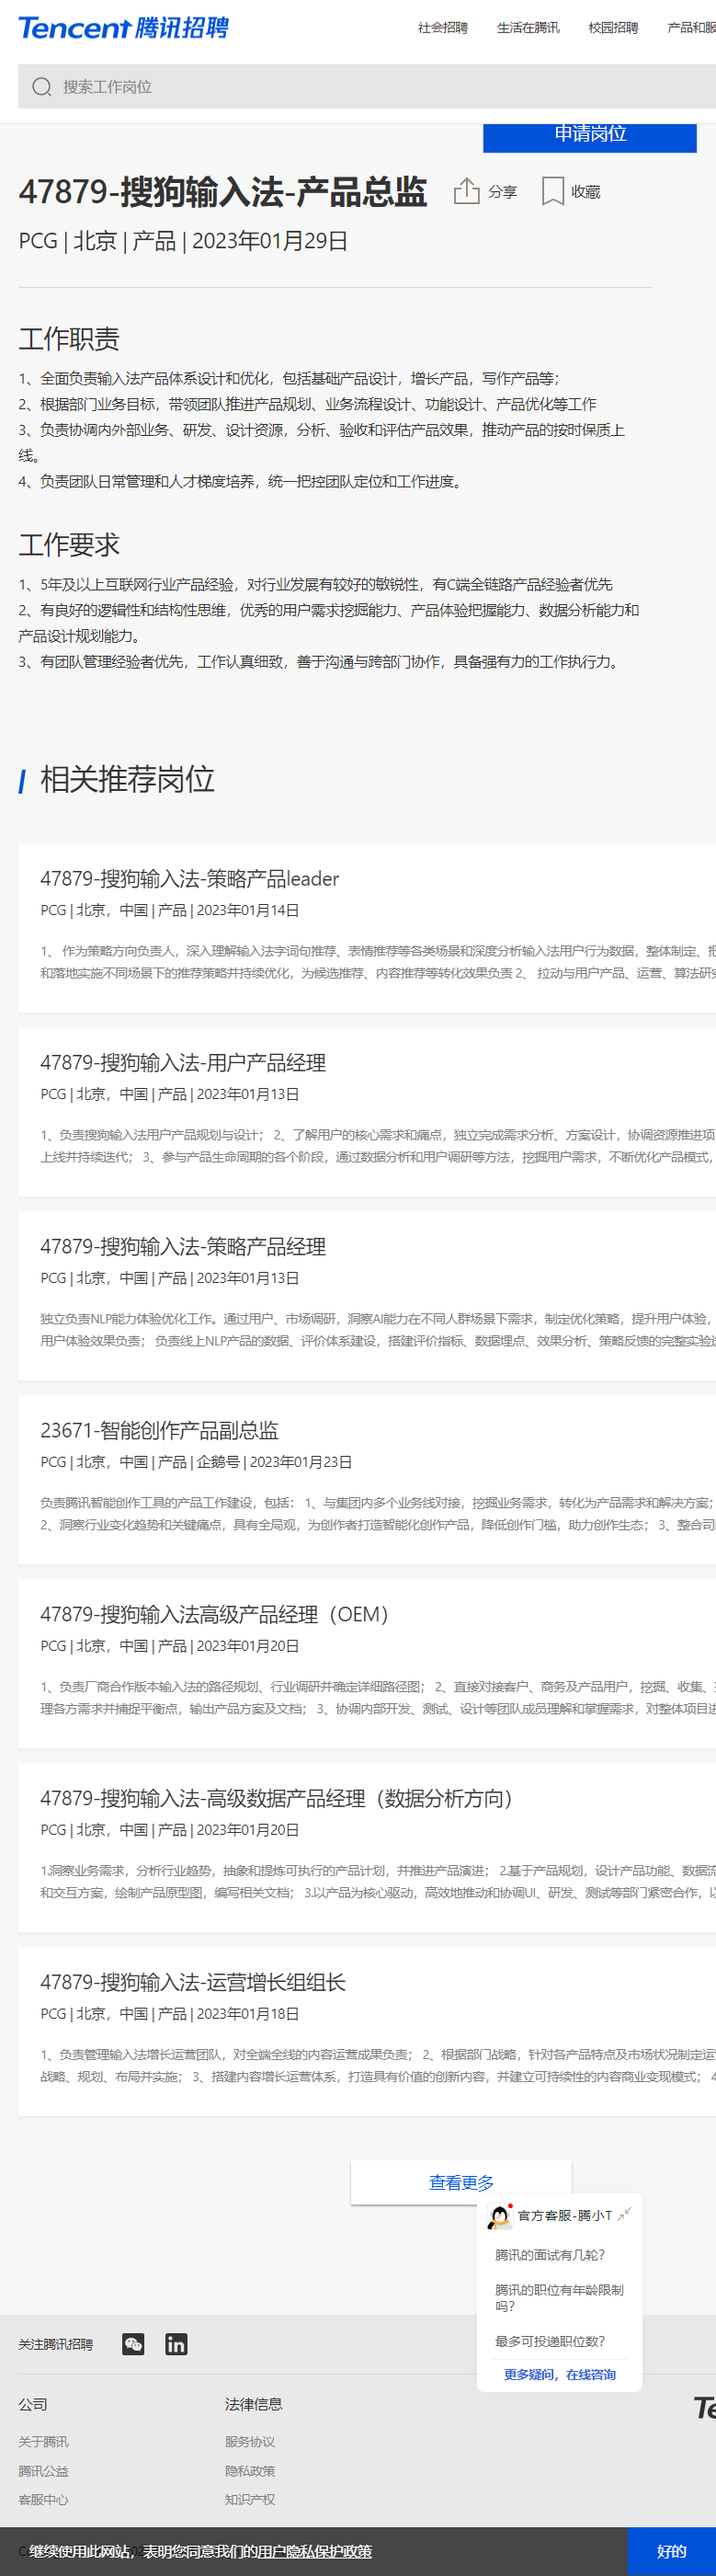 Tencent 腾讯招聘
社会招聘 生活在腾讯 校园招聘 产品和服
搜索工作岗位
申请岗位
47879-搜狗输入法-产品总监 分享 收藏
PCG | 北京 | 产品 | 2023年01月29日
工作职责
1、全面负责输入法产品体系设计和优化，包括基础产品设计，增长产品，写作产品等；
2、根据部门业务目标，带领团队推进产品规划、业务流程设计、功能设计、产品优化等工作
3、负责协调内外部业务、研发、设计资源，分析、验收和评估产品效果，推动产品的按时保质上
线。
4、负责团队日常管理和人才梯度培养，统一把控团队定位和工作进度。
工作要求
1、5年及以上互联网行业产品经验，对行业发展有较好的敏锐性，有C端全链路产品经验者优先
2、有良好的逻辑性和结构性思维，优秀的用户需求挖掘能力、产品体验把握能力、数据分析能力和
产品设计规划能力。
3、有团队管理经验者优先，工作认真细致，善于沟通与跨部门协作，具备强有力的工作执行力。
相关推荐岗位
47879-搜狗输入法-策略产品leader
PCG | 北京，中国 | 产品 | 2023年01月14日
1、 作为策略方向负责人，深入理解输入法字词句推荐、表情推荐等各类场景和深度分析输入法用户行为数据，整体制定、把
和落地实施不同场景下的推荐策略并持续优化，为候选推荐、内容推荐等转化效果负责 2、 拉动与用户产品、运营、算法研
47879-搜狗输入法-用户产品经理
PCG | 北京，中国 | 产品 | 2023年01月13日
1、负责搜狗输入法用户产品规划与设计； 2、了解用户的核心需求和痛点，独立完成需求分析、方案设计，协调资源推进项
上线并持续迭代； 3、参与产品生命周期的各个阶段，通过数据分析和用户调研等方法，挖掘用户需求，不断优化产品模式，
47879-搜狗输入法-策略产品经理
PCG | 北京，中国 | 产品 | 2023年01月13日
独立负责NLP能力体验优化工作。通过用户、市场调研，洞察AI能力在不同人群场景下需求，制定优化策略，提升用户体验，
用户体验效果负责； 负责线上NLP产品的数据、评价体系建设，搭建评价指标、数据埋点、效果分析、策略反馈的完整实验
23671-智能创作产品副总监
PCG | 北京，中国 | 产品 | 企鹅号 | 2023年01月23日
负责腾讯智能创作工具的产品工作建设，包括： 1、与集团内多个业务线对接，挖掘业务需求，转化为产品需求和解决方案；
2、洞察行业变化趋势和关键痛点，具有全局观，为创作者打造智能化创作产品，降低创作门槛，助力创作生态； 3、整合司
47879-搜狗输入法高级产品经理（OEM）
PCG | 北京，中国 | 产品 | 2023年01月20日
1、负责厂商合作版本输入法的路径规划、行业调研并确定详细路径图； 2、直接对接客户、商务及产品用户，挖掘、收集、
理各方需求并捕捉平衡点，输出产品方案及文档； 3、协调内部开发、测试、设计等团队成员理解和掌握需求，对整体项目进
47879-搜狗输入法-高级数据产品经理（数据分析方向）
PCG | 北京，中国 | 产品 | 2023年01月20日
1.洞察业务需求，分析行业趋势，抽象和提炼可执行的产品计划，并推进产品演进； 2.基于产品规划，设计产品功能、数据流
和交互方案，绘制产品原型图，编写相关文档； 3.以产品为核心驱动，高效地推动和协调UI、研发、测试等部门紧密合作，以
47879-搜狗输入法-运营增长组组长
PCG | 北京，中国 | 产品 | 2023年01月18日
1、负责管理输入法增长运营团队，对全端全线的内容运营成果负责； 2、根据部门战略，针对各产品特点及市场状况制定运
战略、规划、布局并实施； 3、搭建内容增长运营体系，打造具有价值的创新内容，并建立可持续性的内容商业变现模式； 4
查看更多
官方客服-腾小T
腾讯的面试有几轮？
腾讯的职位有年龄限制
吗？
最多可投递职位数？
更多疑问，在线咨询
关注腾讯招聘
公司 法律信息
关于腾讯 服务协议
腾讯公益 隐私政策
客服中心 知识产权
继续使用此网站，表明您同意我们的用户隐私保护政策 好的